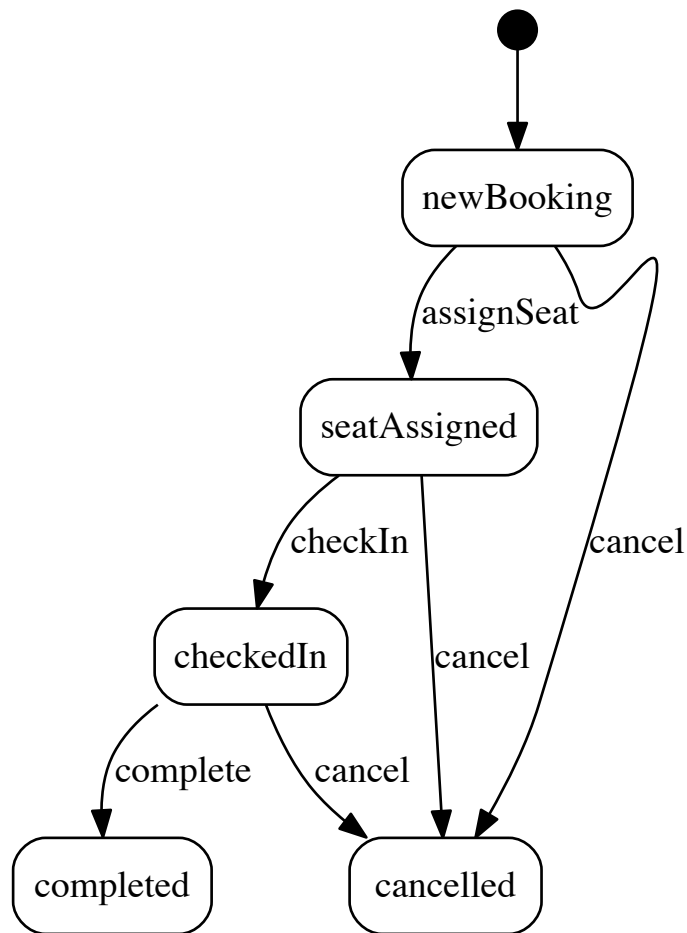 newBooking
assignSeat
seatAssigned
checkIn
cancel
checkedIn
cancel
complete
cancel
completed
cancelled